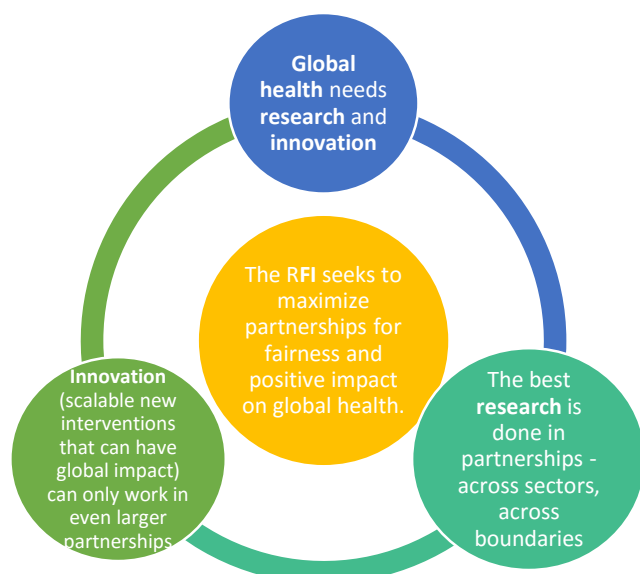 Global
health needs
research and
innovation
The RFI seeks to
maximize
partnerships for
fairness and
positive impact
on global health.
Innovation
(scalable new
interventions
that can have
global impact)
can only work in
even larger
partnerships
The best
research is
done in
partnerships -
across sectors,
across
boundaries